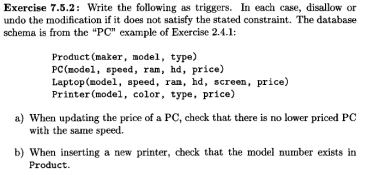 Exercise 7.5.2: Write the following as triggers. In each case, disallow or
undo the modification if it does not satisfy the stated constraint. The database
schema is from the "PC" example of Exercise 2.4.1:
Product(maker, model, type)
PC(model, speed, ram, hd, price)
Laptop(model, speed, ram, hd, screen, price)
Printer(model, color, type, price)
a) When updating the price of a PC, check that there is no lower priced PC
with the same speed.
b) When inserting a new printer, check that the model number exists in
Product.